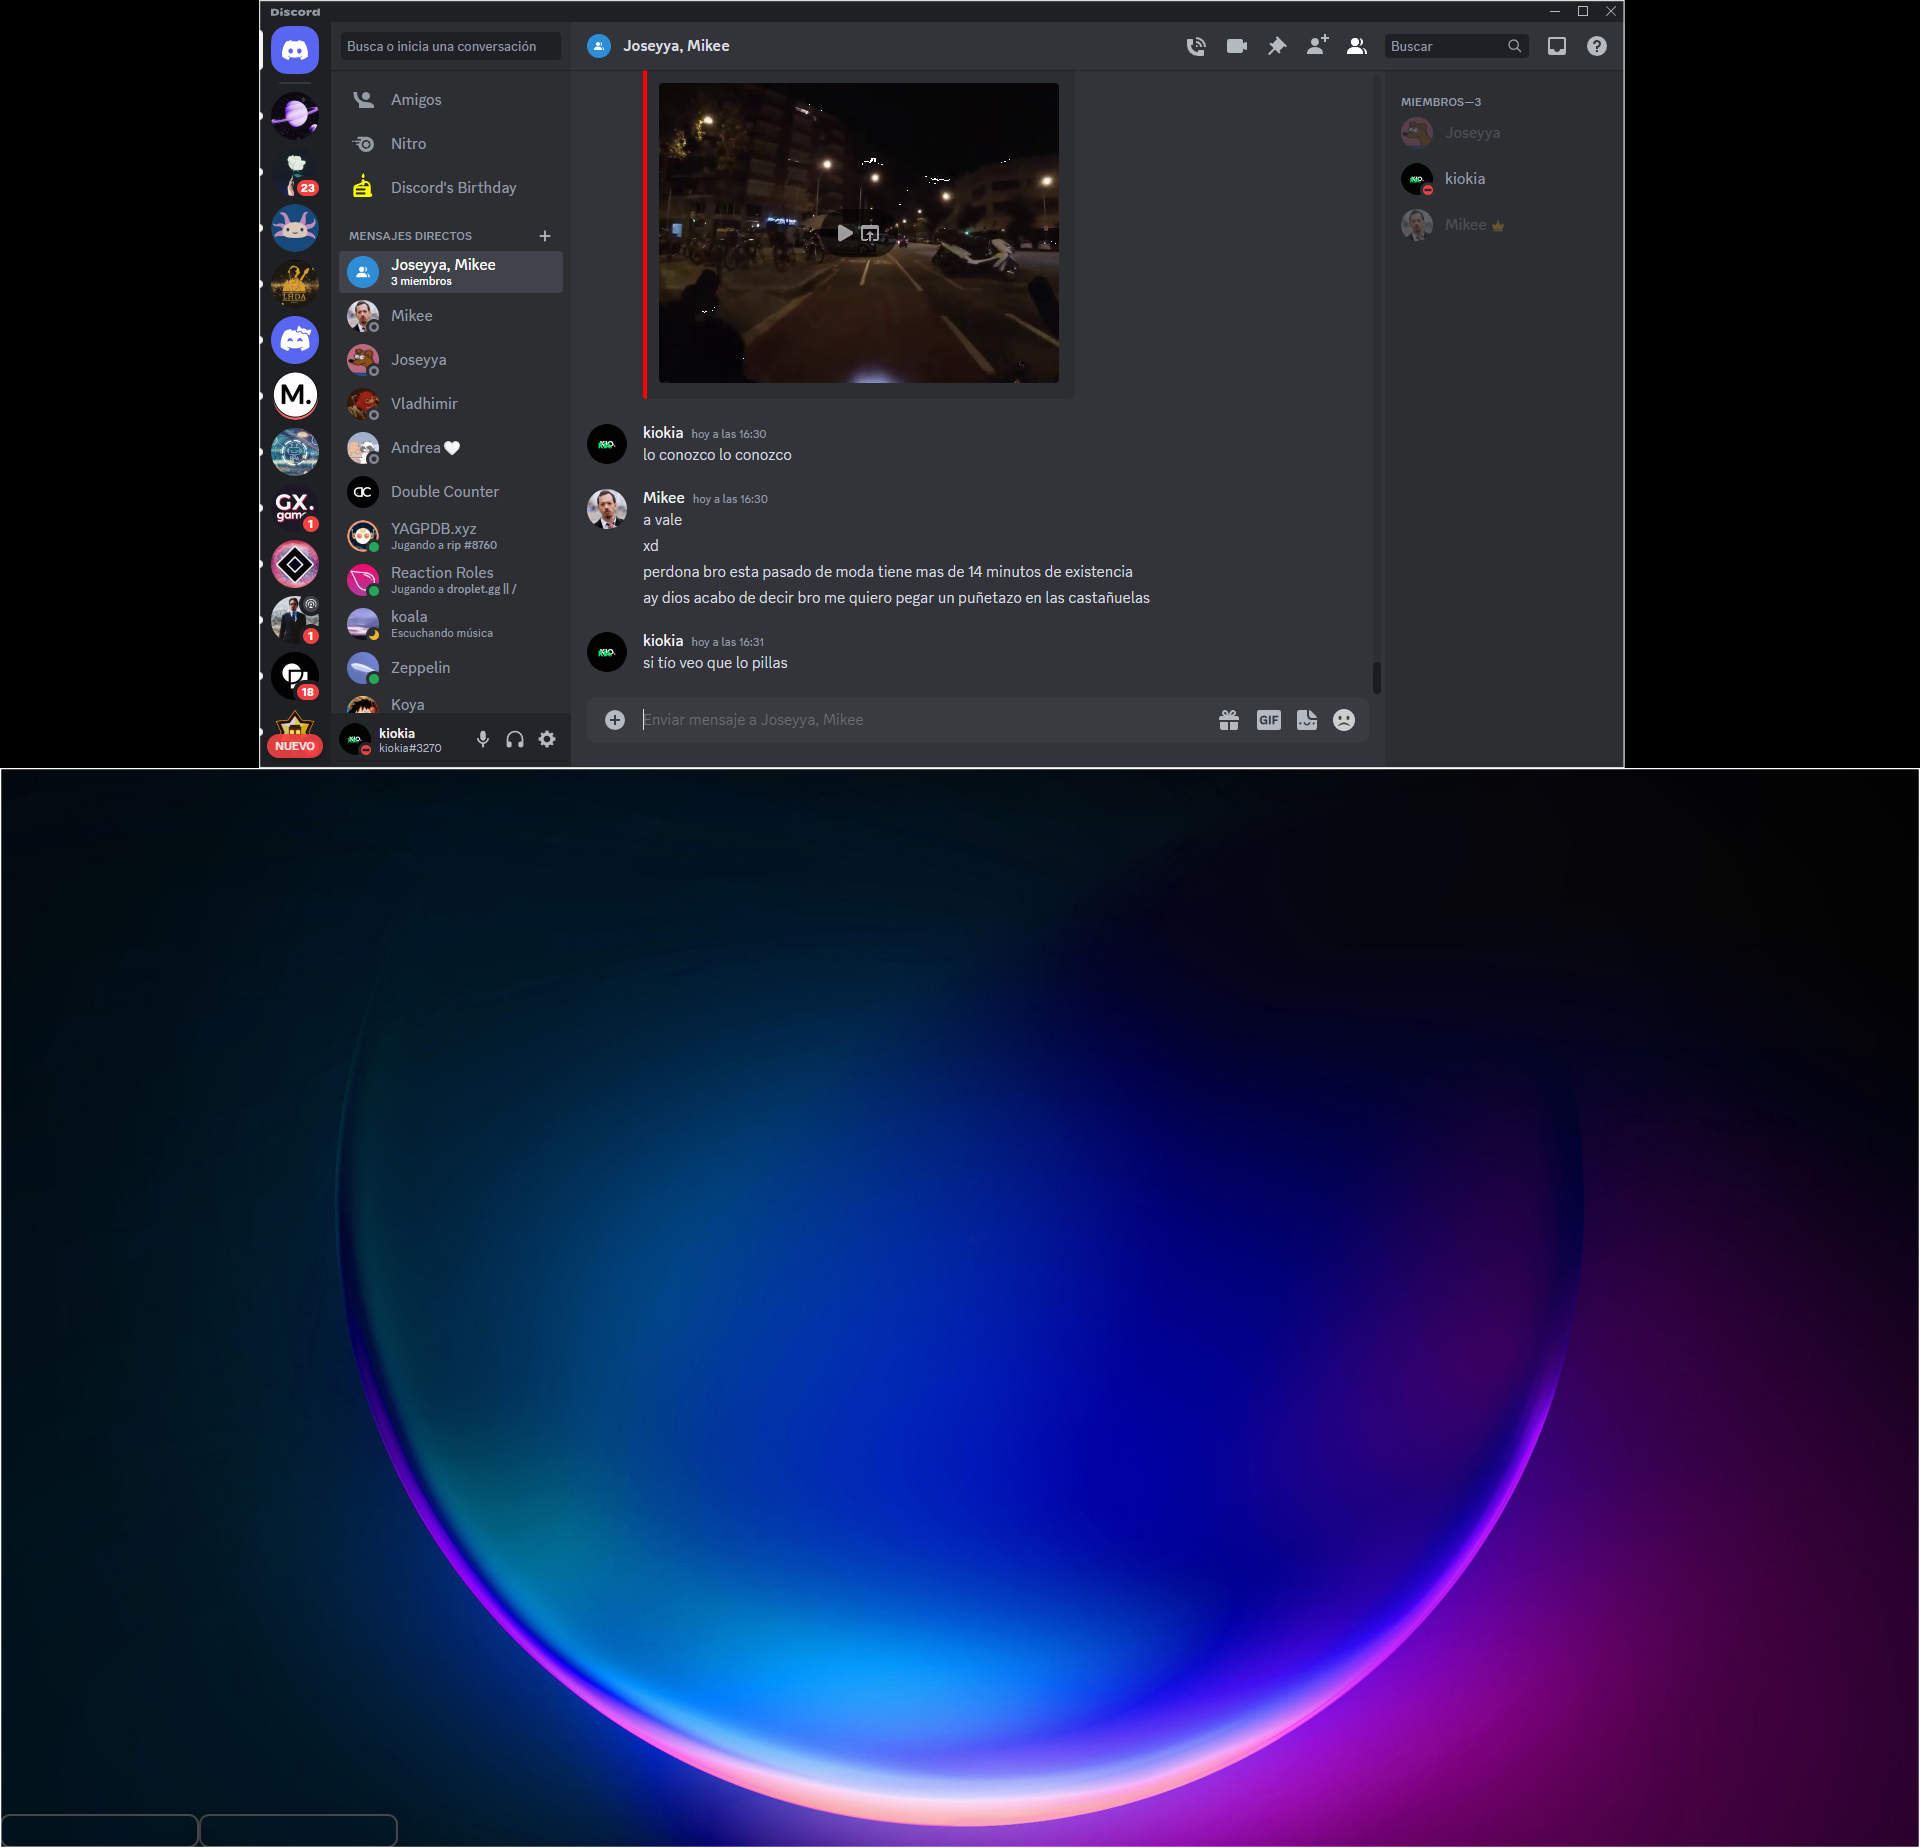 Discord
Busca o inicia una conversación
Joseyya, Mikee
Buscar
Amigos
Nitro
Discord's Birthday
MENSAJES DIRECTOS
Joseyya, Mikee
3 miembros
Mikee
Joseyya
Vladhimir
Andrea🤍
Double Counter
YAGPDB.xyz
Jugando a rip #8760
Reaction Roles
Jugando a droplet.gg || /
koala
Escuchando música
Zeppelin
Koya
kiokia
kiokia#3270
23
LHDA
M.
GX.
1
1
18
NUEVO
kiokia hoy a las 16:30
lo conozco lo conozco
Mikee hoy a las 16:30
a vale
xd
perdona bro esta pasado de moda tiene mas de 14 minutos de existencia
ay dios acabo de decir bro me quiero pegar un puñetazo en las castañuelas
kiokia hoy a las 16:31
si tío veo que lo pillas
Enviar mensaje a Joseyya, Mikee
GIF
MIEMBROS—3
Joseyya
kiokia
Mikee